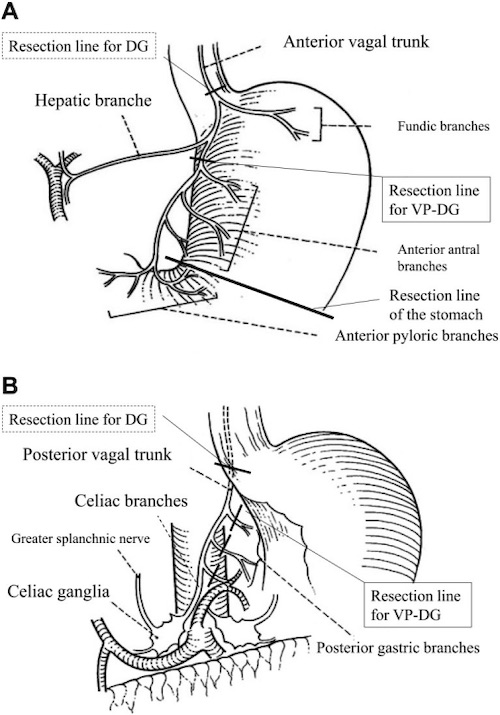 A
Resection line for DG
Anterior vagal trunk
Hepatic branche
Fundic branches
Resection line
for VP-DG
Anterior antral
branches
Resection line
of the stomach
Anterior pyloric branches
B
Resection line for DG
Posterior vagal trunk
Celiac branches
Greater splanchnic nerve
Celiac ganglia
Resection line
for VP-DG
Posterior gastric branches